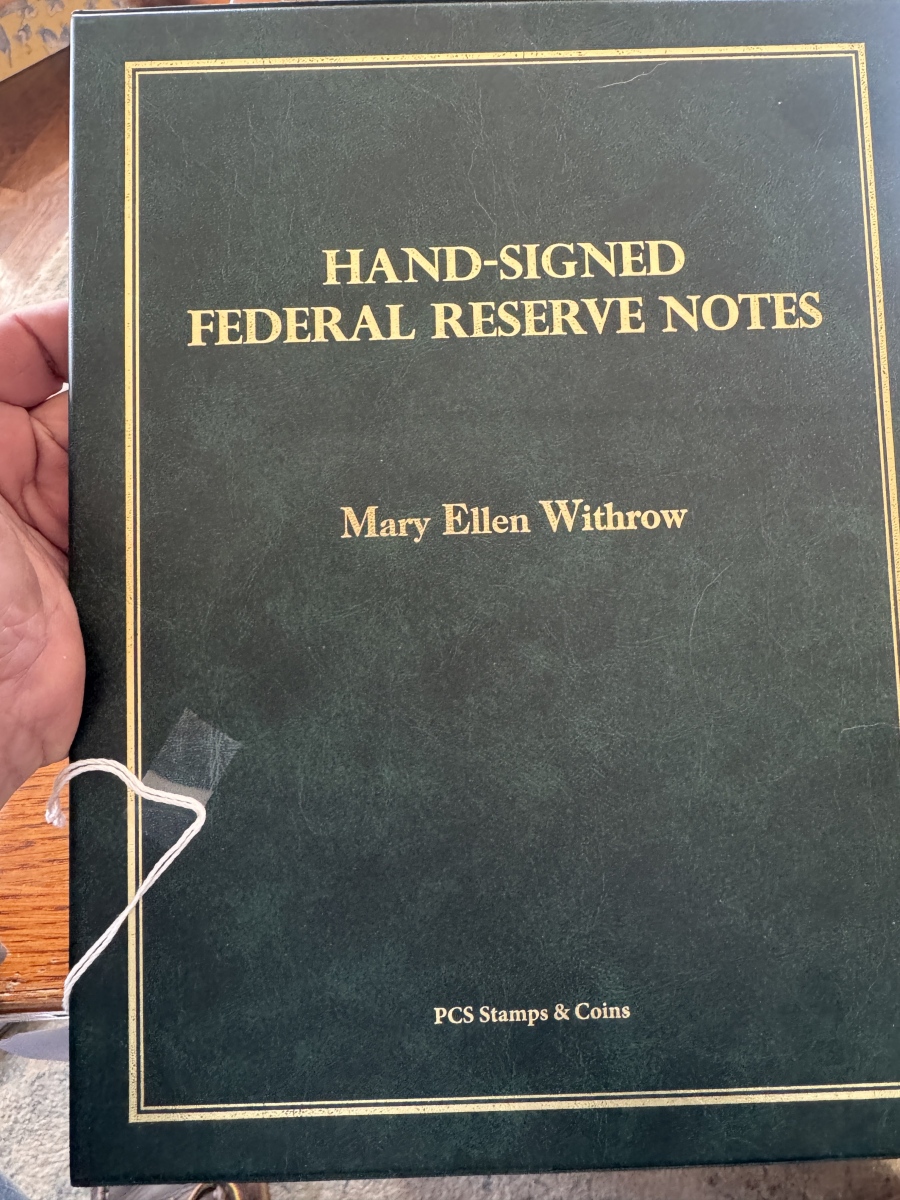 HAND-SIGNED
FEDERAL RESERVE NOTES
Mary Ellen Withrow
PCS Stamps & Coins